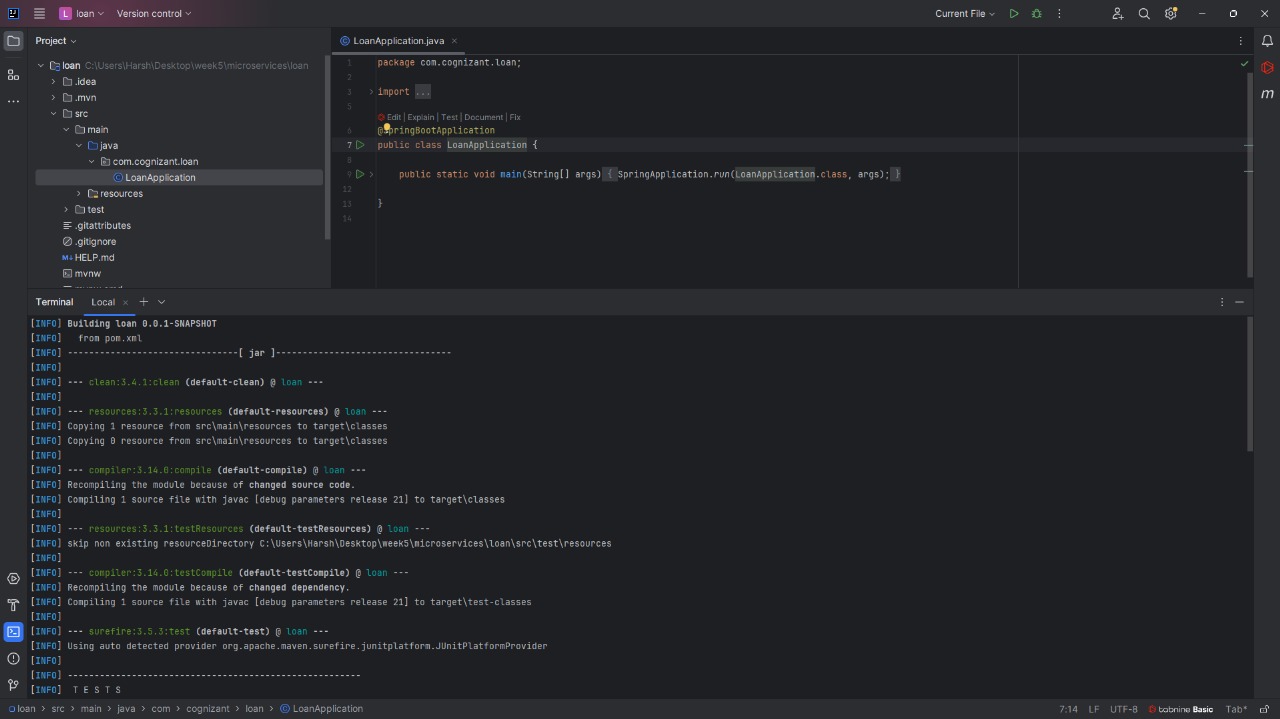 L loan Version control Current File
Project
LoanApplication.java
loan C:\Users\Harsh\Desktop\week5\microservices\loan
.idea
.mvn
src
main
java
com.cognizant.loan
LoanApplication
resources
test
.gitattributes
.gitignore
M↓ HELP.md
mvnw
1 package com.cognizant.loan;
2
3 import ...
5
Edit | Explain | Test | Document | Fix
6 @SpringBootApplication
7 public class LoanApplication {
8
9 public static void main(String[] args) { SpringApplication.run(LoanApplication.class, args); }
12
13 }
14
m
Terminal Local
[INFO] Building loan 0.0.1-SNAPSHOT
[INFO]   from pom.xml
[INFO] --------------------------------[ jar ]---------------------------------
[INFO]
[INFO] --- clean:3.4.1:clean (default-clean) @ loan ---
[INFO]
[INFO] --- resources:3.3.1:resources (default-resources) @ loan ---
[INFO] Copying 1 resource from src\main\resources to target\classes
[INFO] Copying 0 resource from src\main\resources to target\classes
[INFO]
[INFO] --- compiler:3.14.0:compile (default-compile) @ loan ---
[INFO] Recompiling the module because of changed source code.
[INFO] Compiling 1 source file with javac [debug parameters release 21] to target\classes
[INFO]
[INFO] --- resources:3.3.1:testResources (default-testResources) @ loan ---
[INFO] skip non existing resourceDirectory C:\Users\Harsh\Desktop\week5\microservices\loan\src\test\resources
[INFO]
[INFO] --- compiler:3.14.0:testCompile (default-testCompile) @ loan ---
[INFO] Recompiling the module because of changed dependency.
[INFO] Compiling 1 source file with javac [debug parameters release 21] to target\test-classes
[INFO]
[INFO] --- surefire:3.5.3:test (default-test) @ loan ---
[INFO] Using auto detected provider org.apache.maven.surefire.junitplatform.JUnitPlatformProvider
[INFO]
[INFO] -------------------------------------------------------
[INFO]  T E S T S
loan > src > main > java > com > cognizant > loan > LoanApplication 7:14 LF UTF-8 tabnine Basic Tab*